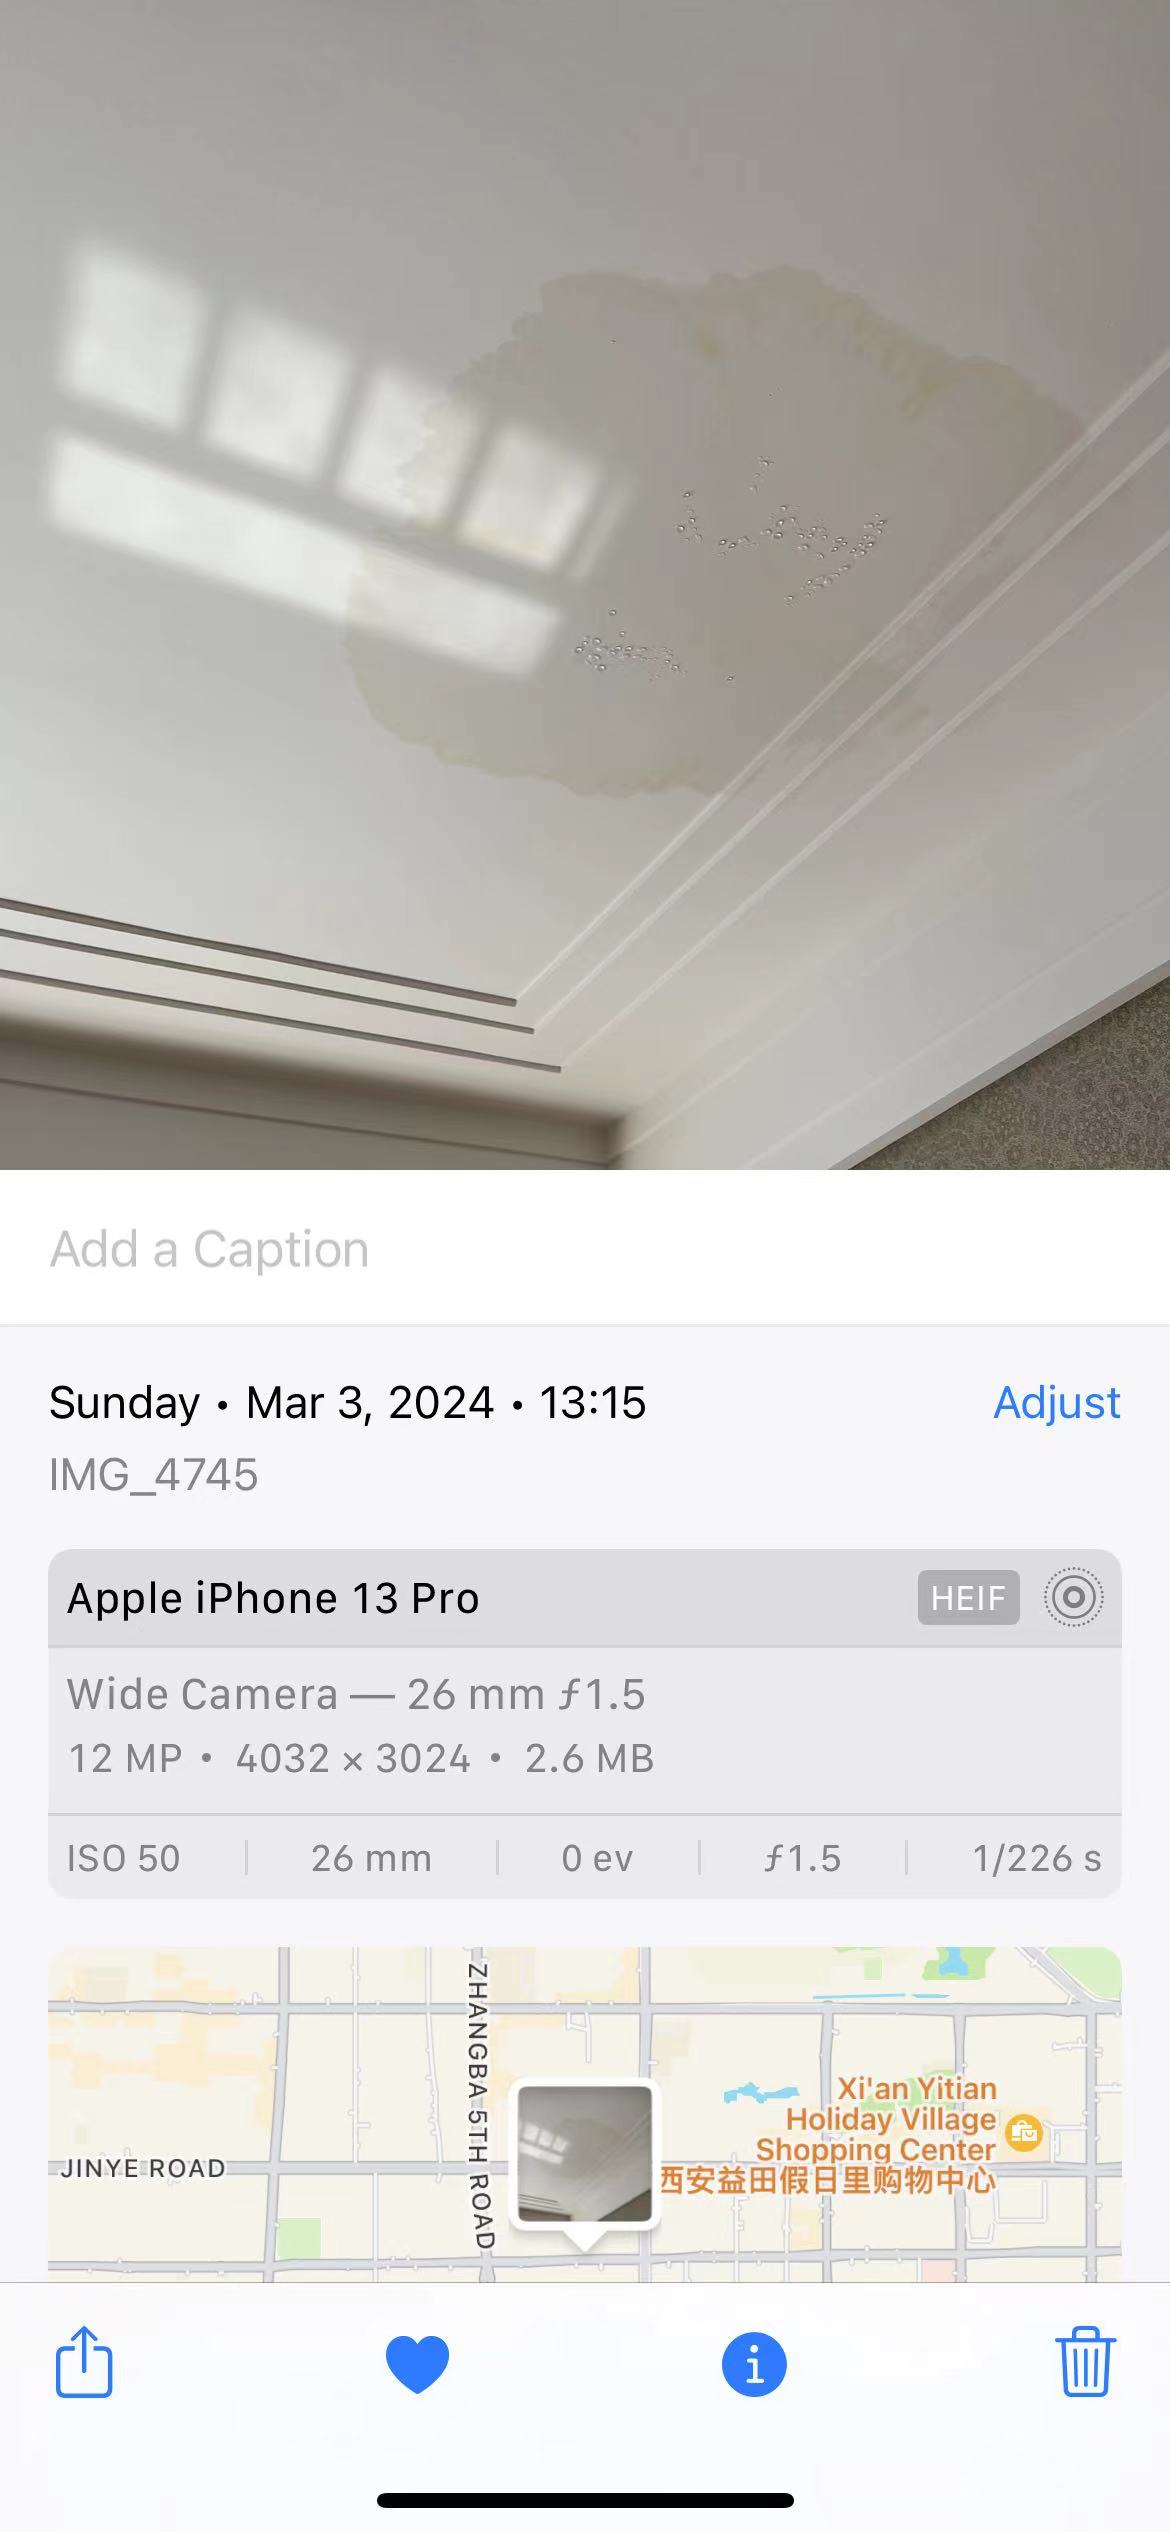 Add a Caption
Sunday • Mar 3, 2024 • 13:15
Adjust
IMG_4745
Apple iPhone 13 Pro
HEIF
Wide Camera — 26 mm ƒ1.5
12 MP • 4032 × 3024 • 2.6 MB
ISO 50
26 mm
0 ev
ƒ1.5
1/226 s
ZHANGBA 5TH ROAD
JINYE ROAD
Xi'an Yitian
Holiday Village
Shopping Center
西安益田假日里购物中心